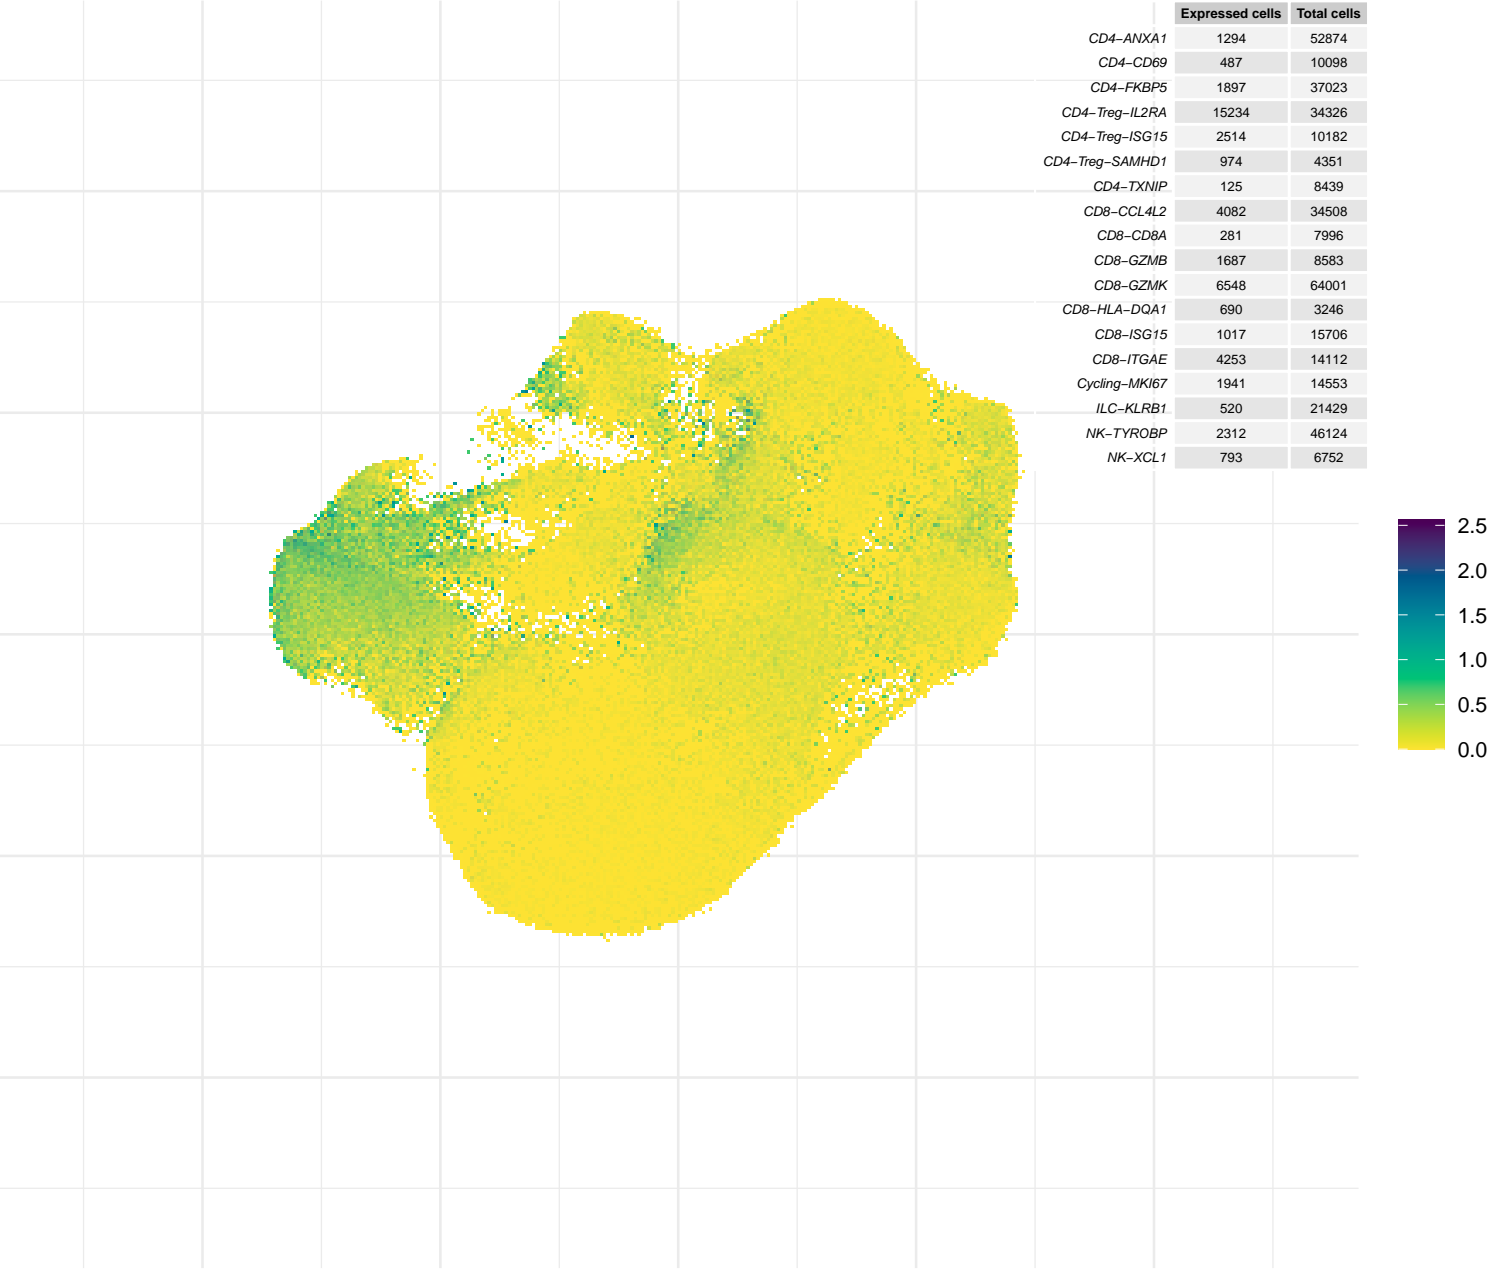 Expressed cells Total cells
CD4−ANXA1 1294 52874
CD4−CD69 487 10098
CD4−FKBP5 1897 37023
CD4−Treg−IL2RA 15234 34326
CD4−Treg−ISG15 2514 10182
CD4−Treg−SAMHD1 974 4351
CD4−TXNIP 125 8439
CD8−CCL4L2 4082 34508
CD8−CD8A 281 7996
CD8−GZMB 1687 8583
CD8−GZMK 6548 64001
CD8−HLA−DQA1 690 3246
CD8−ISG15 1017 15706
CD8−ITGAE 4253 14112
Cycling−MKI67 1941 14553
ILC−KLRB1 520 21429
NK−TYROBP 2312 46124
NK−XCL1 793 6752
2.5
2.0
1.5
1.0
0.5
0.0